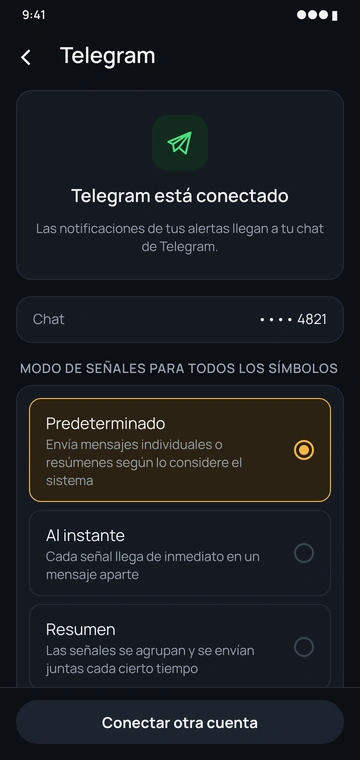 9:41
Telegram
Telegram está conectado
Las notificaciones de tus alertas llegan a tu chat
de Telegram.
Chat
•••• 4821
MODO DE SEÑALES PARA TODOS LOS SÍMBOLOS
Predeterminado
Envía mensajes individuales o
resúmenes según lo considere el
sistema
Al instante
Cada señal llega de inmediato en un
mensaje aparte
Resumen
Las señales se agrupan y se envían
juntas cada cierto tiempo
Conectar otra cuenta